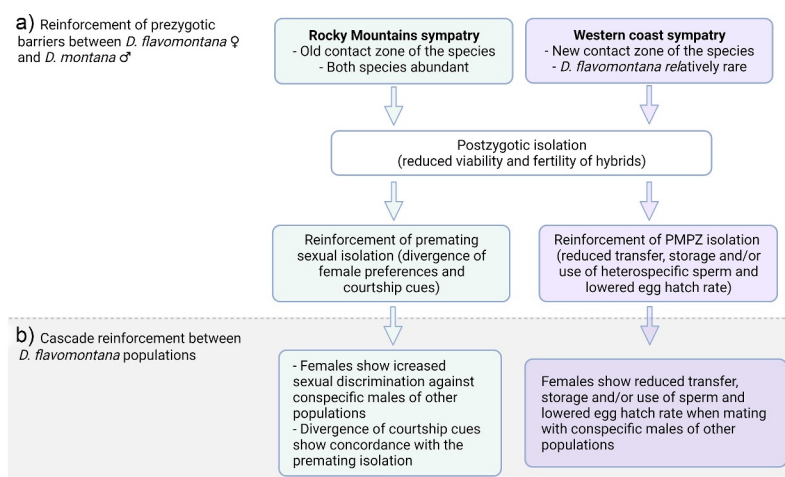 a) Reinforcement of prezygotic
barriers between D. flavomontana ♀
and D. montana ♂
Rocky Mountains sympatry
- Old contact zone of the species
- Both species abundant
Western coast sympatry
- New contact zone of the species
- D. flavomontana relatively rare
Postzygotic isolation
(reduced viability and fertility of hybrids)
Reinforcement of premating
sexual isolation (divergence of
female preferences and
courtship cues)
Reinforcement of PMPZ isolation
(reduced transfer, storage and/or
use of heterospecific sperm and
lowered egg hatch rate)
b) Cascade reinforcement between
D. flavomontana populations
- Females show icreased
sexual discrimination against
conspecific males of other
populations
- Divergence of courtship cues
show concordance with the
premating isolation
Females show reduced transfer,
storage and/or use of sperm and
lowered egg hatch rate when mating
with conspecific males of other
populations